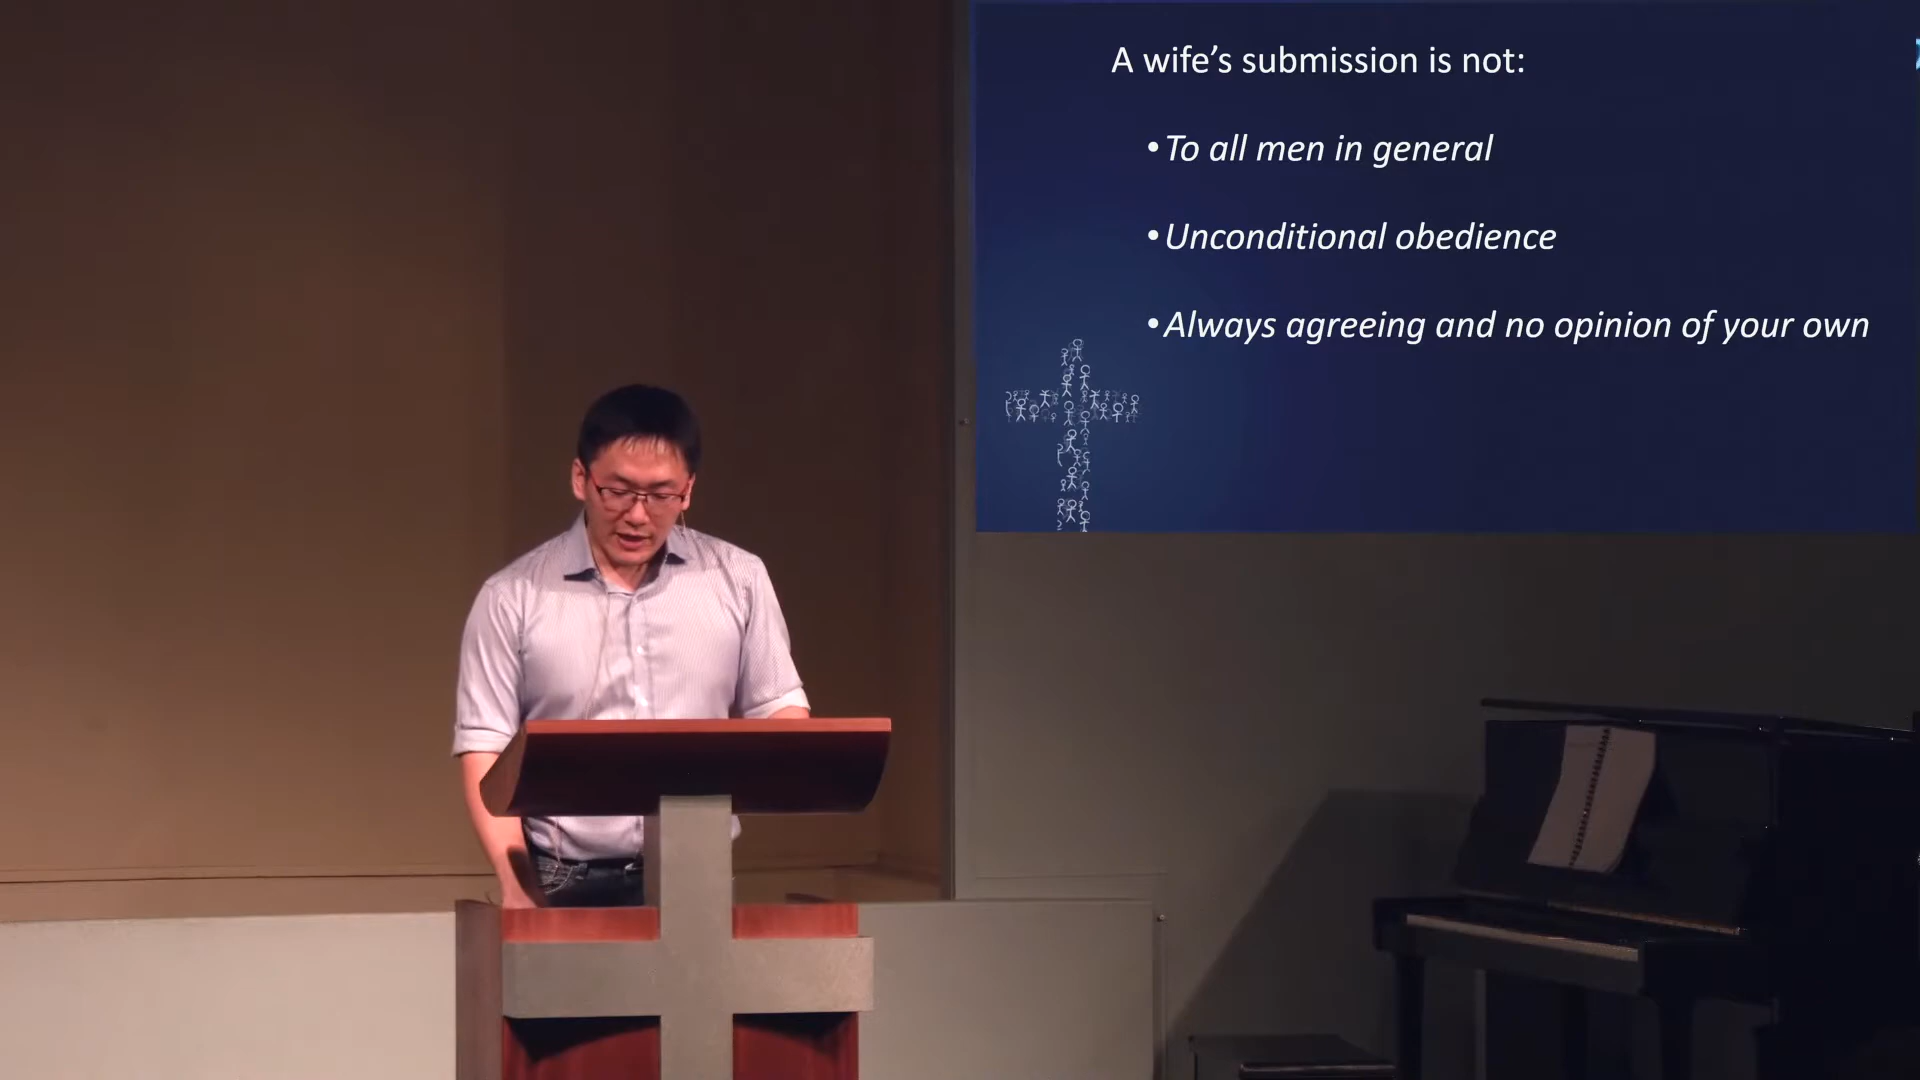 A wife’s submission is not:
•To all men in general
•Unconditional obedience
•Always agreeing and no opinion of your own